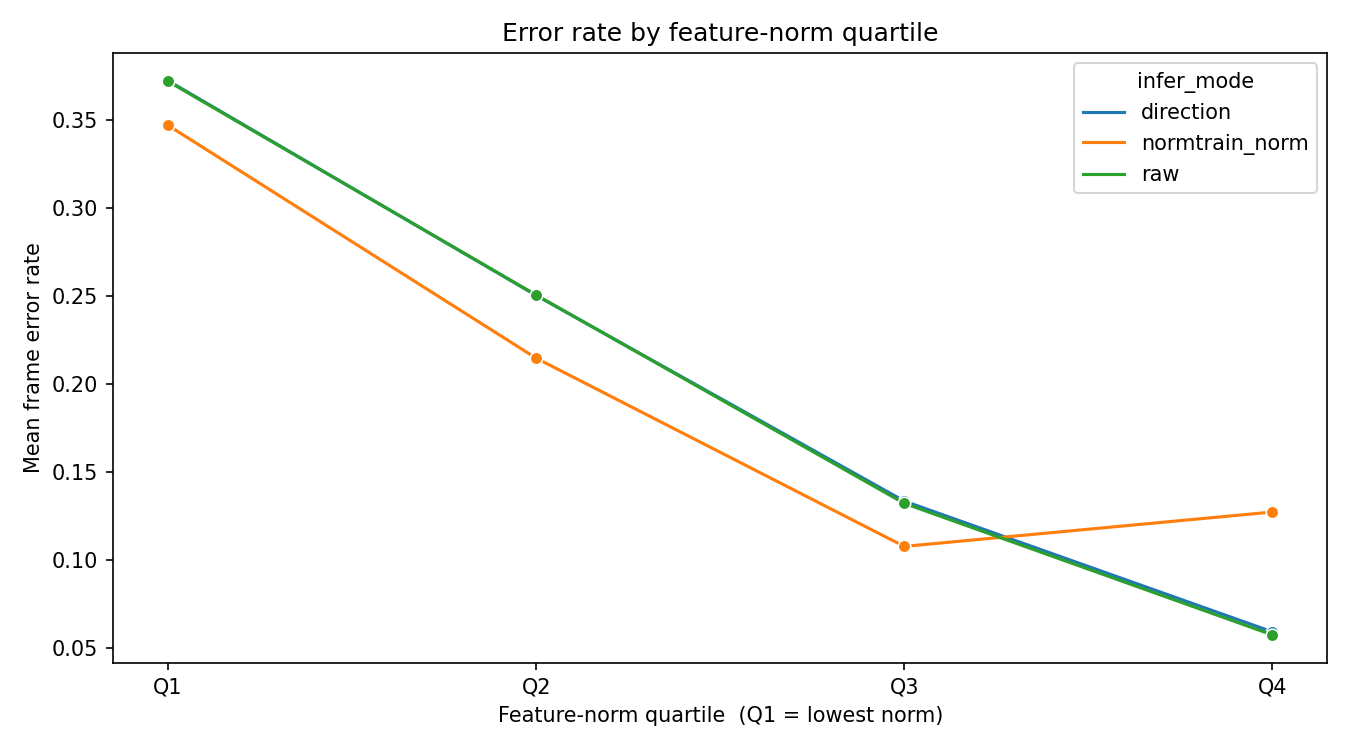 Error rate by feature-norm quartile
infer_mode
direction
normtrain_norm
raw
Mean frame error rate
0.35
0.30
0.25
0.20
0.15
0.10
0.05
Q1 Q2 Q3 Q4
Feature-norm quartile (Q1 = lowest norm)